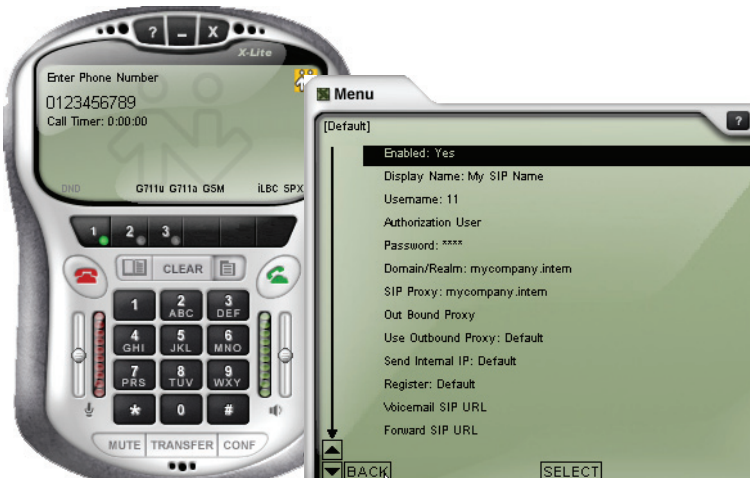 ? – X
X-Lite
Enter Phone Number
0123456789
Call Timer: 0:00:00
DND G711u G711a GSM iLBC SPX
1 2 3
CLEAR
1 2 3
ABC DEF
4 5 6
GHI JKL MNO
7 8 9
PRS TUV WXY
* 0 #
MUTE TRANSFER CONF
Menu
?
[Default]
Enabled: Yes
Display Name: My SIP Name
Username: 11
Authorization User
Password: ****
Domain/Realm: mycompany.intern
SIP Proxy: mycompany.intern
Out Bound Proxy
Use Outbound Proxy: Default
Send Internal IP: Default
Register: Default
Voicemail SIP URL
Forward SIP URL
BACK SELECT